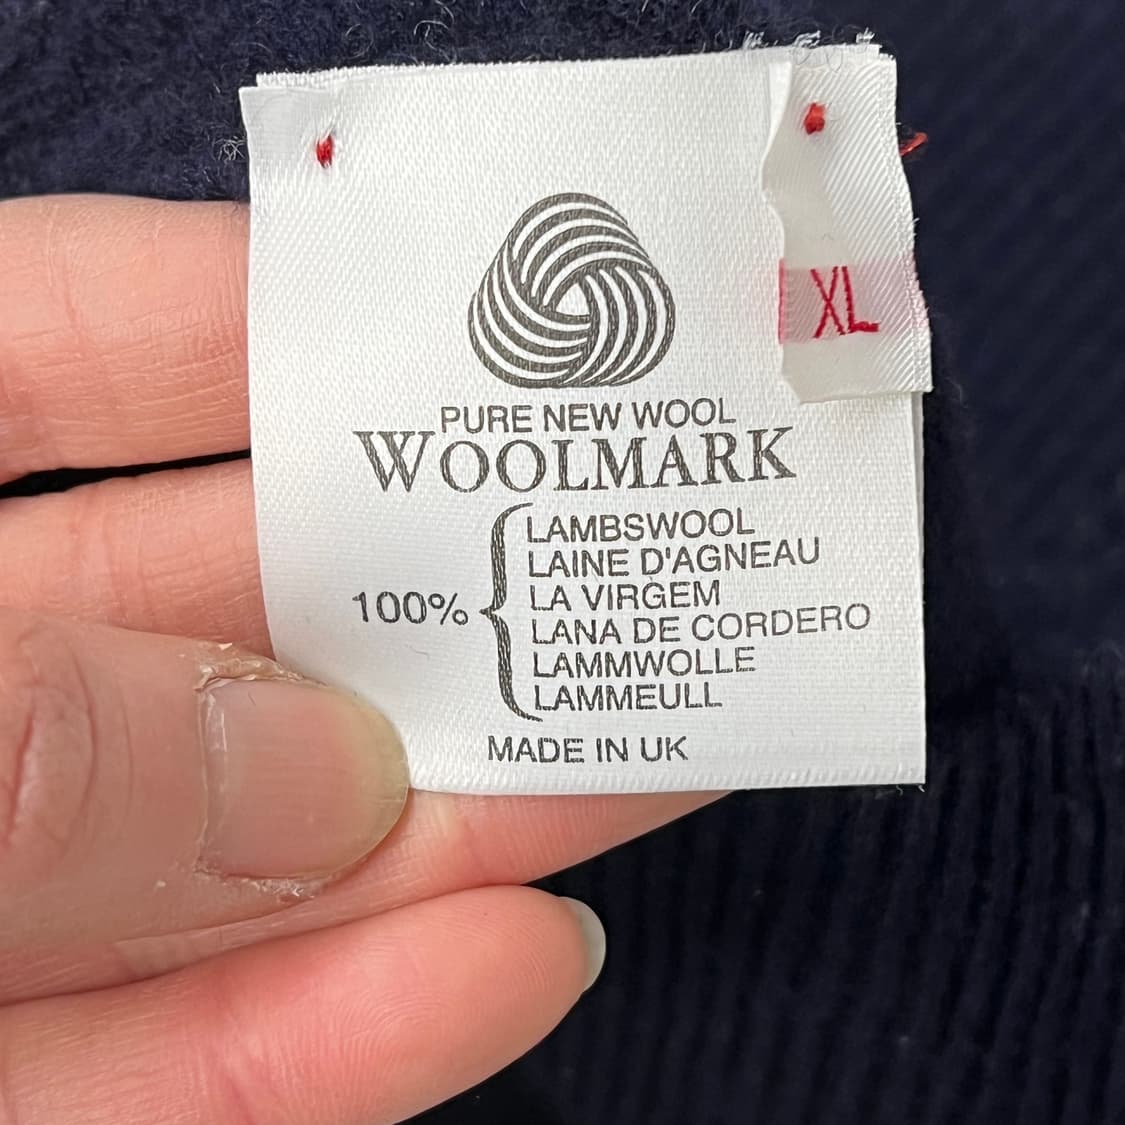 XL
PURE NEW WOOL
WOOLMARK
100%
LAMBSWOOL
LAINE D'AGNEAU
LA VIRGEM
LANA DE CORDERO
LAMMWOLLE
LAMMEULL
MADE IN UK